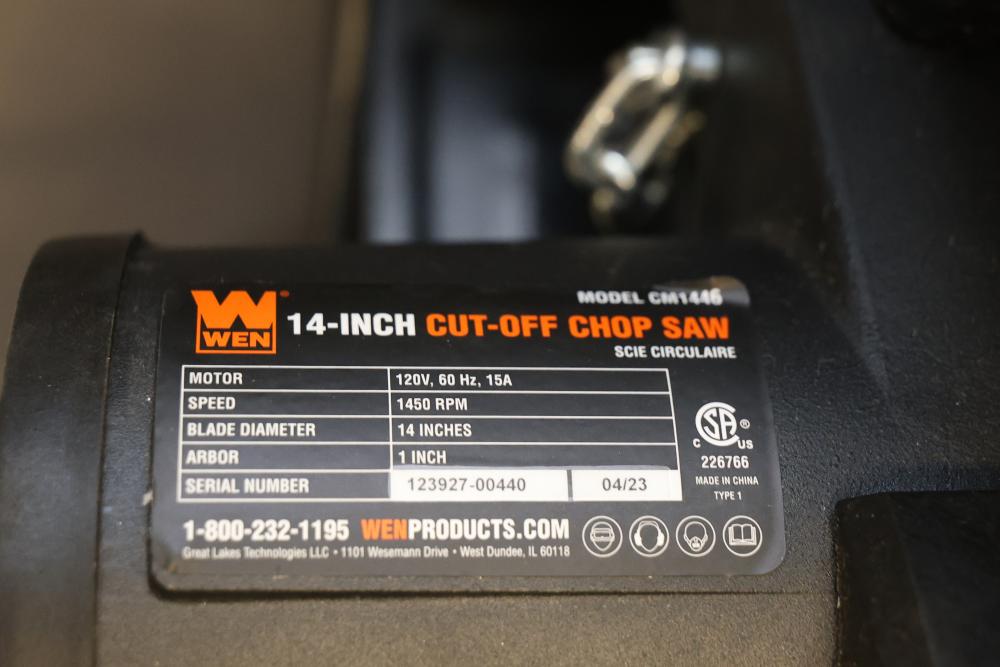 MODEL CM1446
WEN®
14-INCH CUT-OFF CHOP SAW
SCIE CIRCULAIRE
MOTOR 120V, 60 Hz, 15A
SPEED 1450 RPM
BLADE DIAMETER 14 INCHES
ARBOR 1 INCH
SERIAL NUMBER 123927-00440 04/23
CSA®
C US
226766
MADE IN CHINA
TYPE 1
1-800-232-1195 WENPRODUCTS.COM
Great Lakes Technologies LLC • 1101 Wesemann Drive • West Dundee, IL 60118